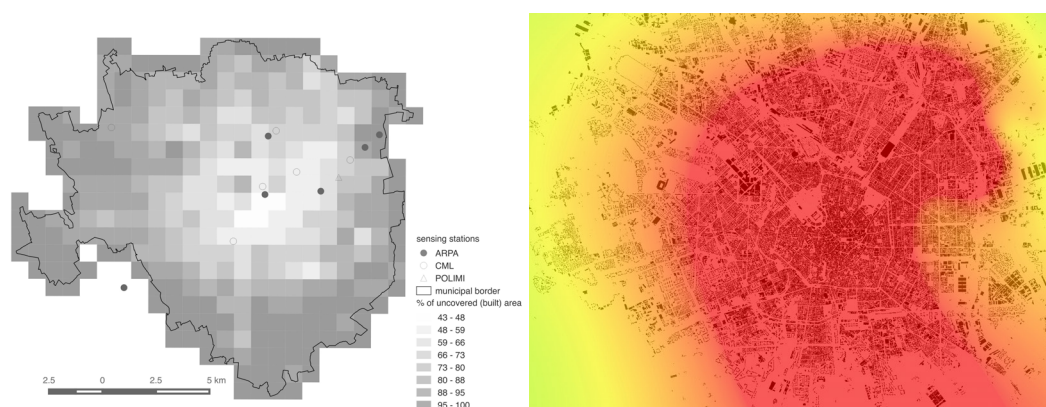 sensing stations
ARPA
CML
POLIMI
municipal border
% of uncovered (built) area
43 - 48
48 - 59
59 - 66
66 - 73
73 - 80
80 - 88
88 - 95
95 - 100
2.5 0 2.5 5 km